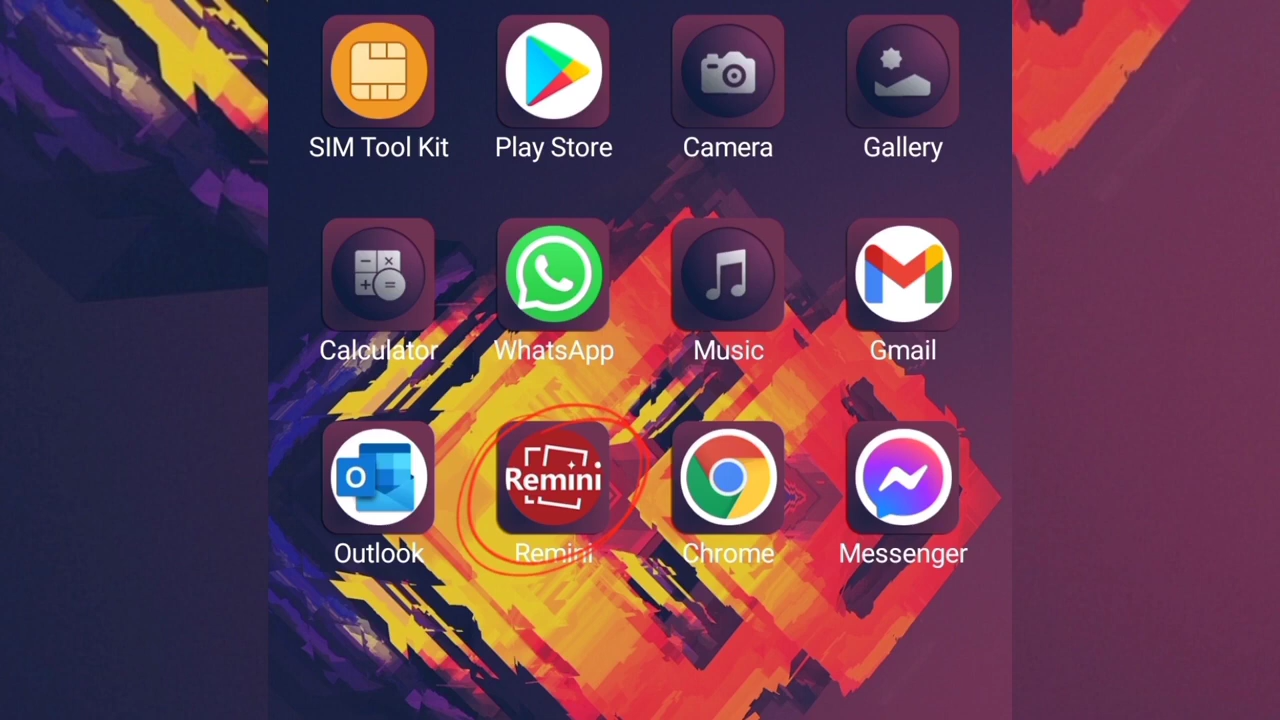 SIM Tool Kit
Play Store
Camera
Gallery
Calculator
WhatsApp
Music
Gmail
O
Remini
Outlook
Remini
Chrome
Messenger